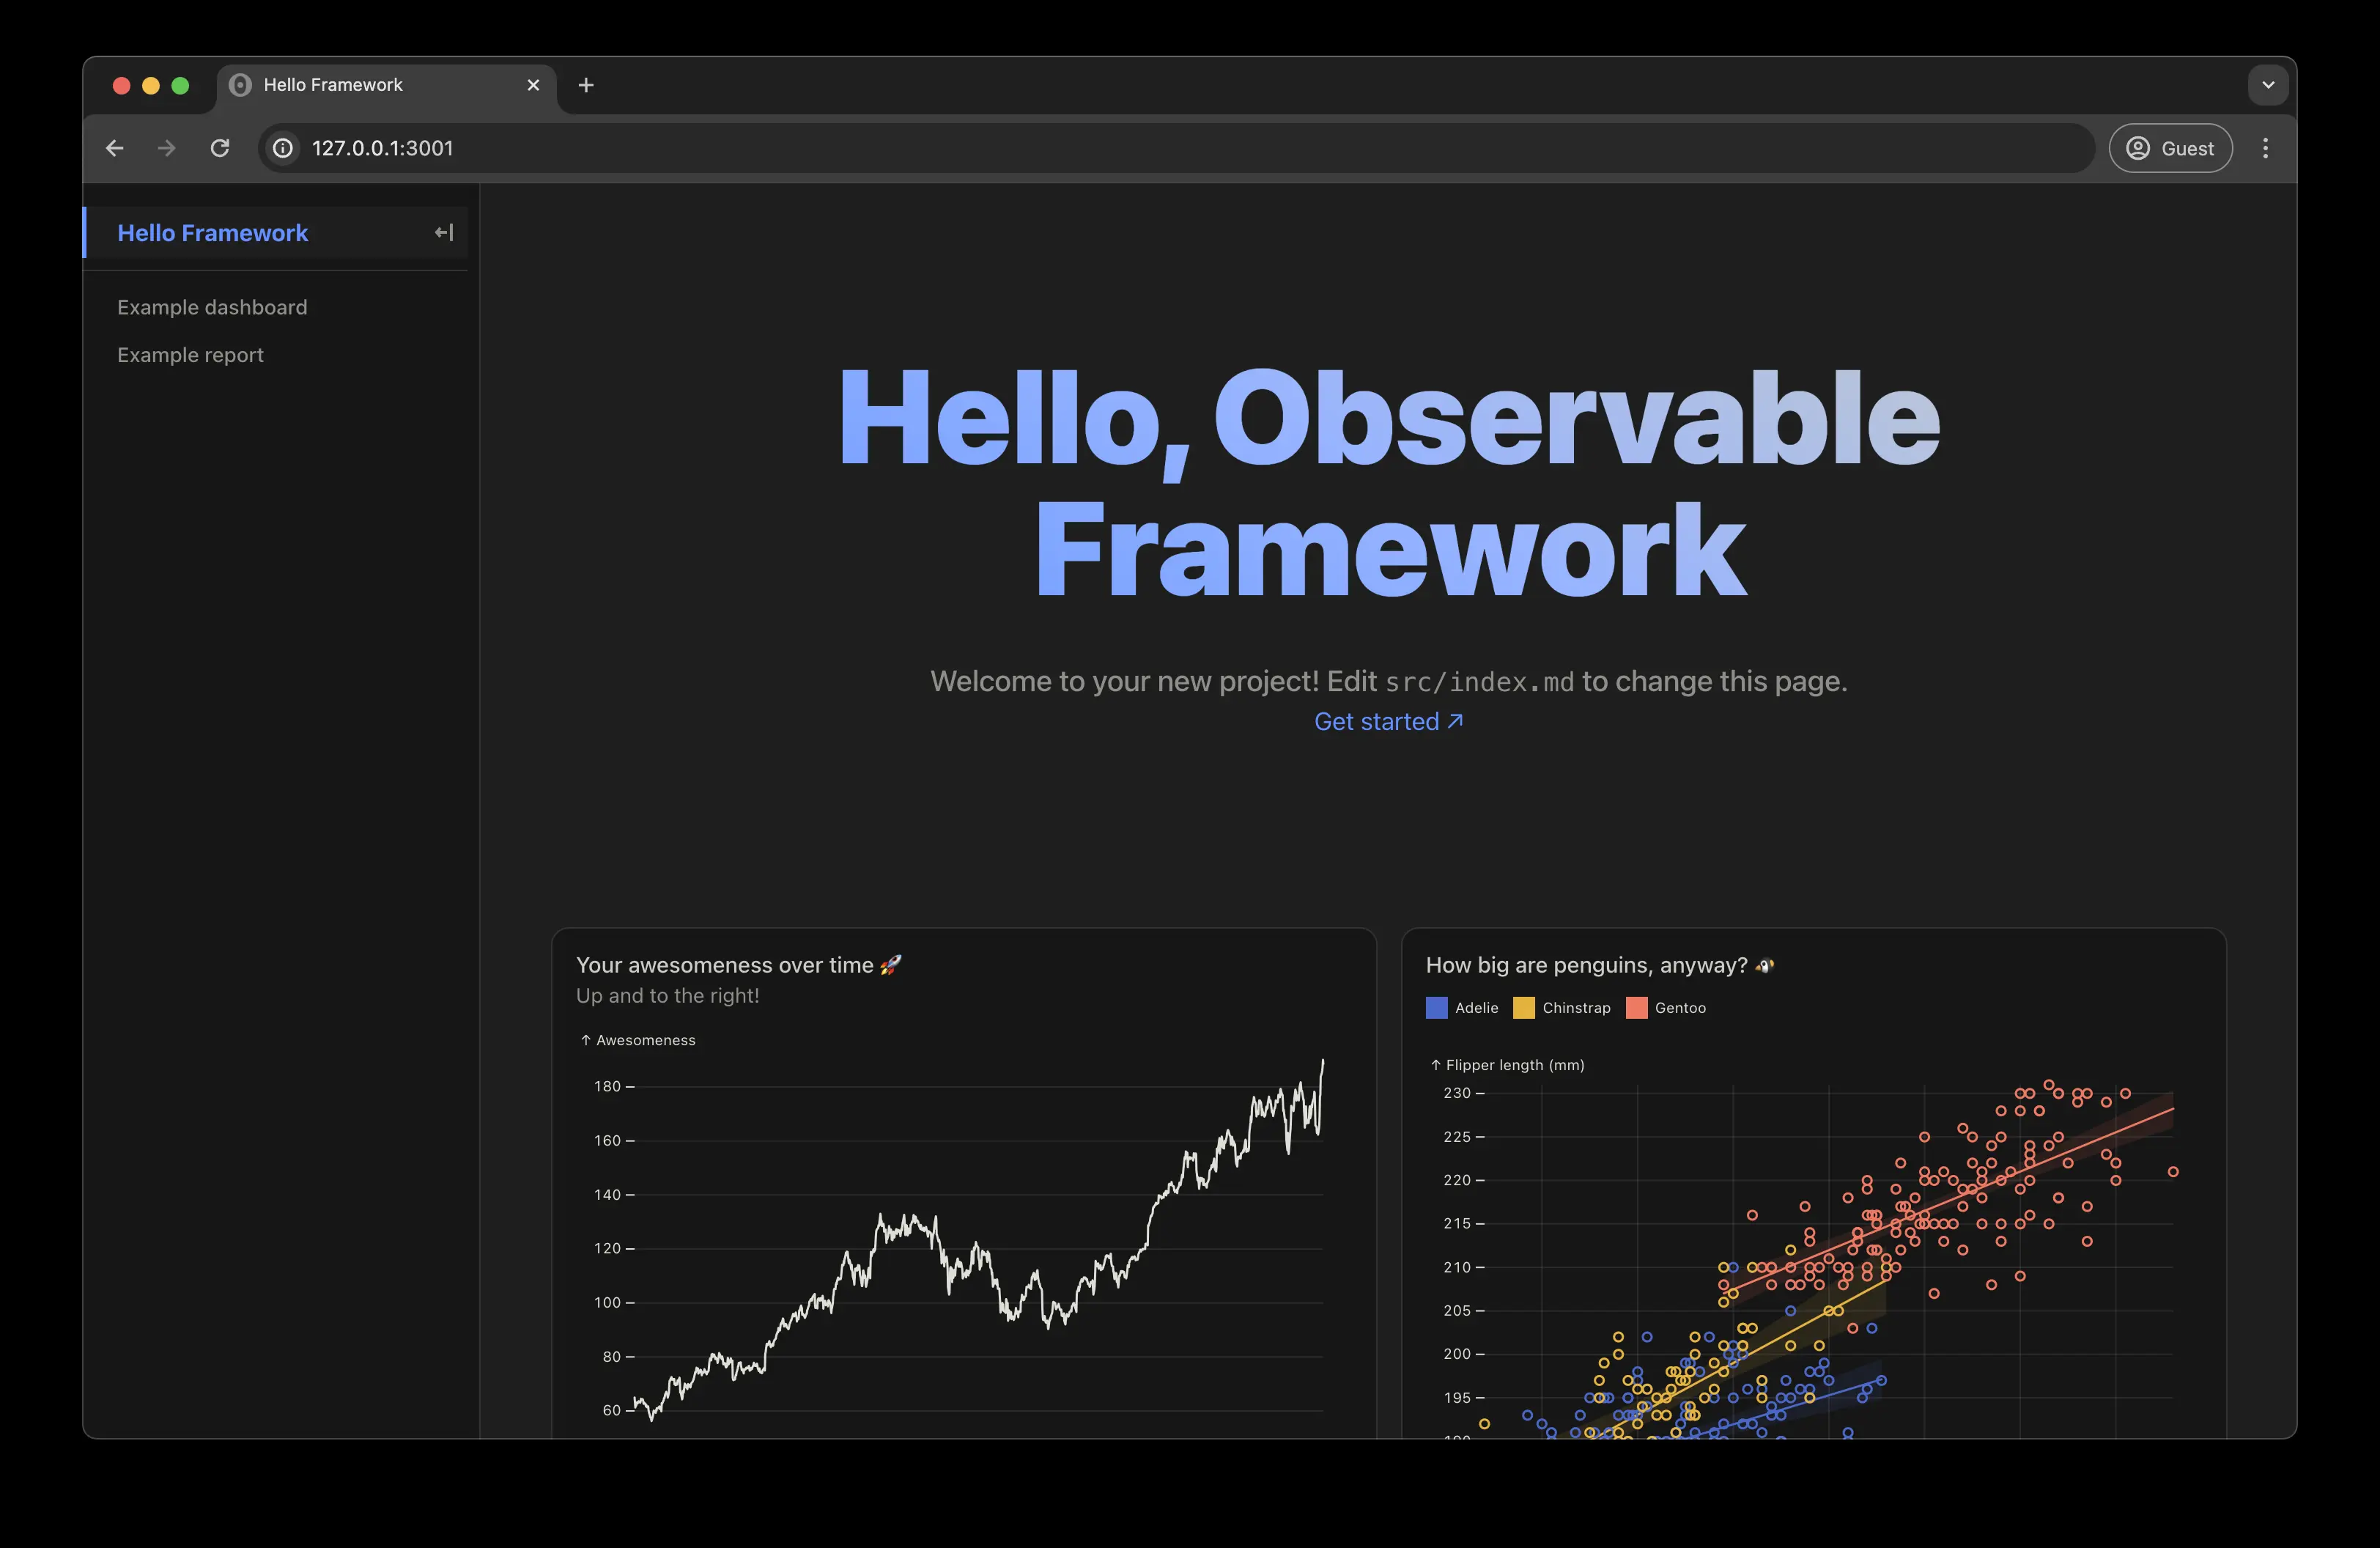 Hello Framework
127.0.0.1:3001
Guest
Hello Framework
Example dashboard
Example report
Hello, Observable
Framework
Welcome to your new project! Edit src/index.md to change this page.
Get started ↗
Your awesomeness over time 🚀
Up and to the right!
↑ Awesomeness
180
160
140
120
100
80
60
How big are penguins, anyway? 🐧
Adelie Chinstrap Gentoo
↑ Flipper length (mm)
230
225
220
215
210
205
200
195